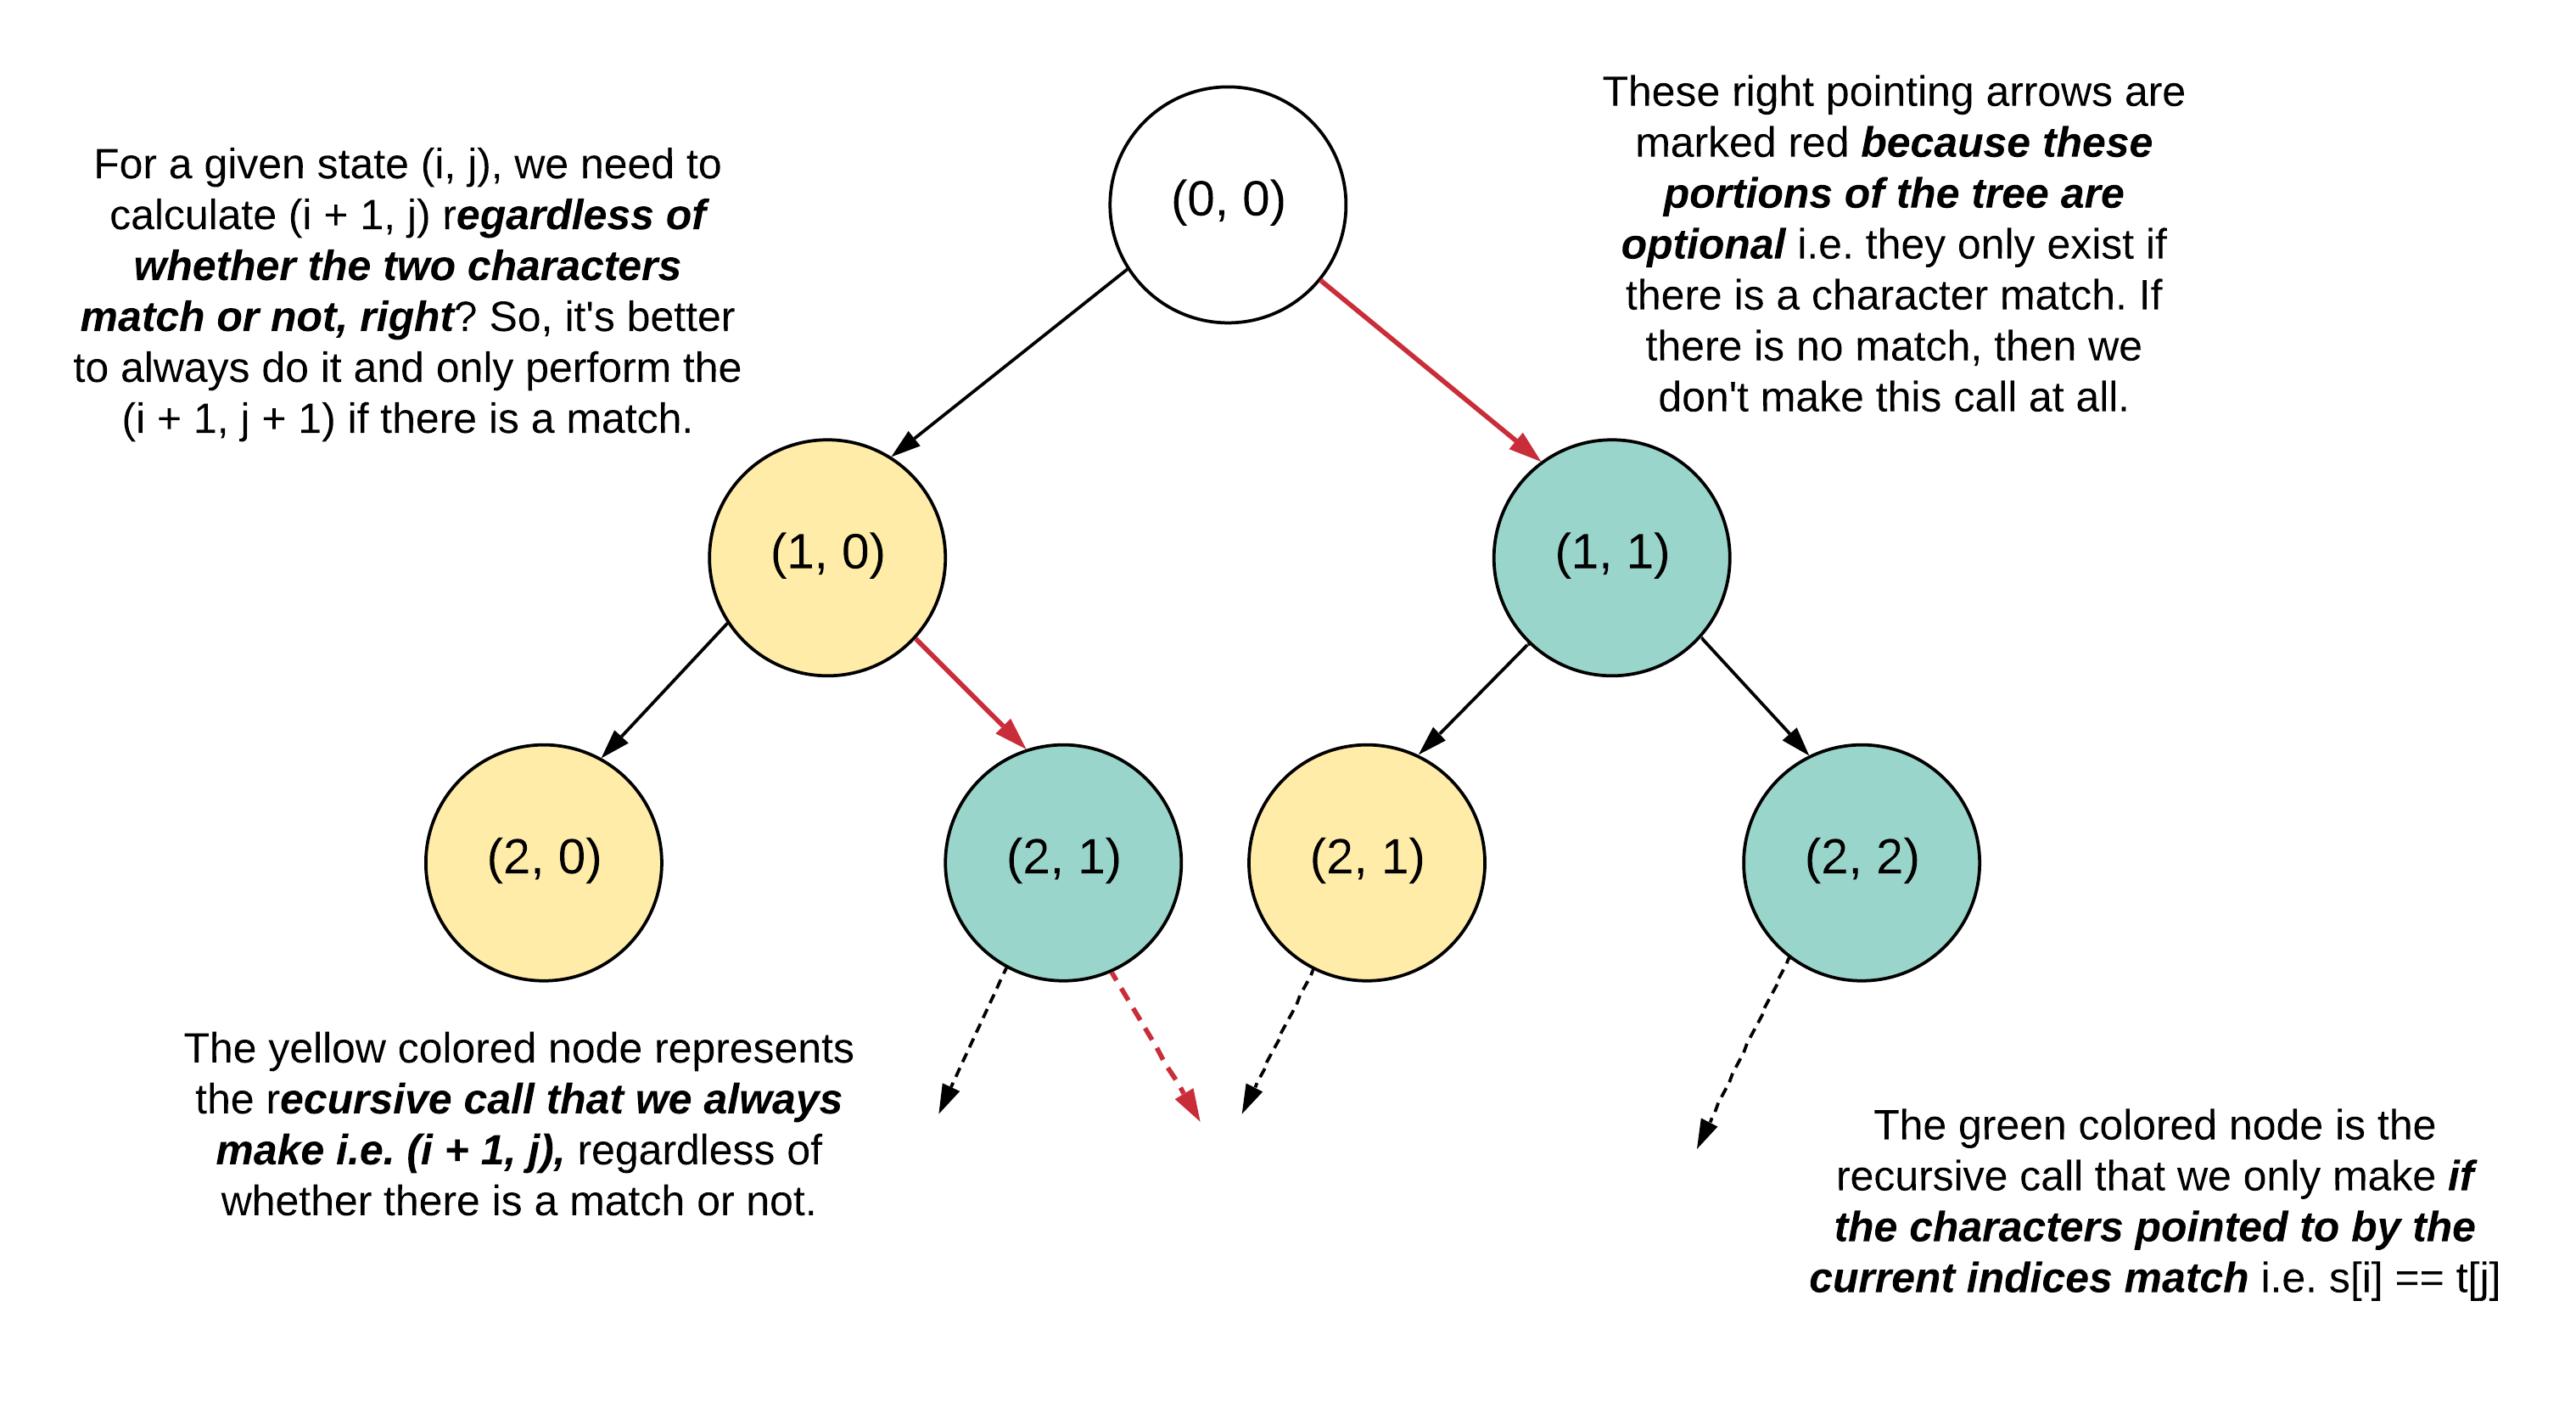 For a given state (i, j), we need to
calculate (i + 1, j) regardless of
whether the two characters
match or not, right? So, it's better
to always do it and only perform the
(i + 1, j + 1) if there is a match.
(0, 0)
These right pointing arrows are
marked red because these
portions of the tree are
optional i.e. they only exist if
there is a character match. If
there is no match, then we
don't make this call at all.
(1, 0)
(1, 1)
(2, 0)
(2, 1)
(2, 1)
(2, 2)
The yellow colored node represents
the recursive call that we always
make i.e. (i + 1, j), regardless of
whether there is a match or not.
The green colored node is the
recursive call that we only make if
the characters pointed to by the
current indices match i.e. s[i] == t[j]